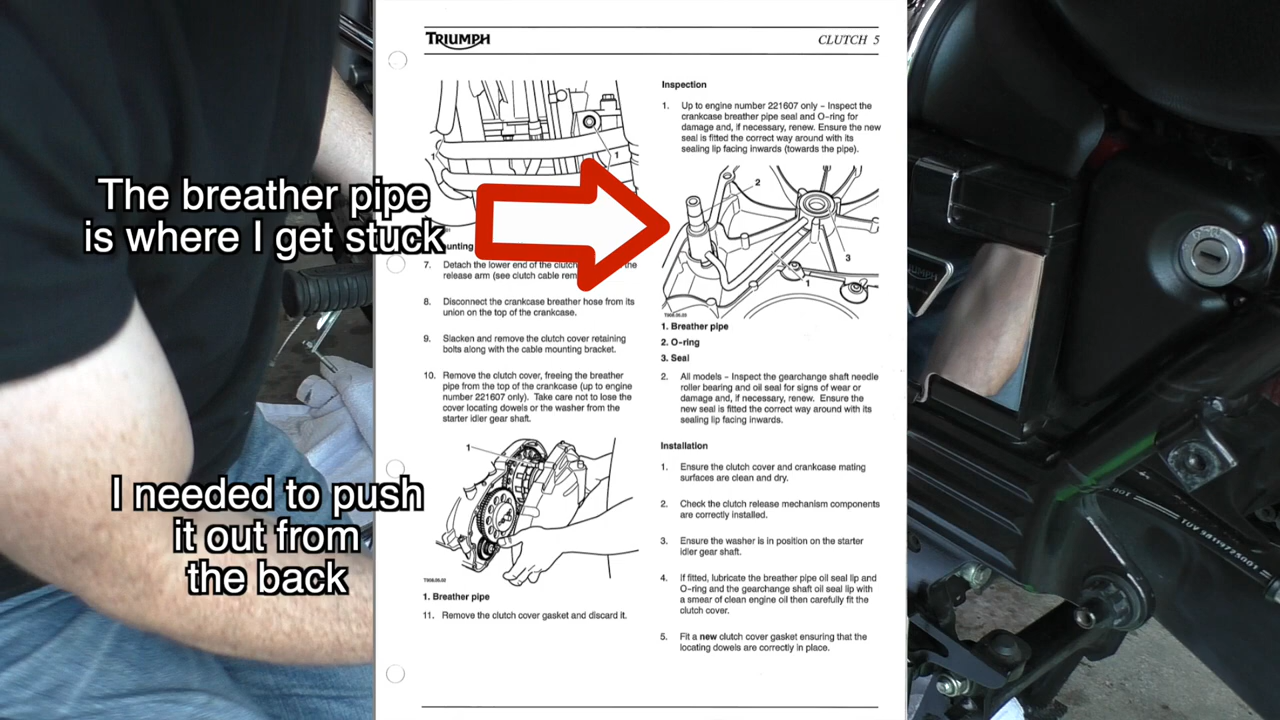 The breather pipe
is where I get stuck
I needed to push
it out from
the back
TRIUMPH
CLUTCH 5
1
1
7. Detach the lower end of the clutch
release arm (see clutch cable
8. Disconnect the crankcase breather hose from its
union on the top of the crankcase.
9. Slacken and remove the clutch cover retaining
bolts along with the cable mounting bracket.
10. Remove the clutch cover, freeing the breather
pipe from the top of the crankcase (up to engine
number 221607 only). Take care not to lose the
cover locating dowels or the washer from the
starter idler gear shaft.
1
1. Breather pipe
11. Remove the clutch cover gasket and discard it.
Inspection
1. Up to engine number 221607 only – Inspect the
crankcase breather pipe seal and O-ring for
damage and, if necessary, renew. Ensure the new
seal is fitted the correct way around with its
sealing lip facing inwards (towards the pipe).
2
3
1
1. Breather pipe
2. O-ring
3. Seal
2. All models – Inspect the gearchange shaft needle
roller bearing and oil seal for signs of wear or
damage and, if necessary, renew. Ensure the
new seal is fitted the correct way around with its
sealing lip facing inwards.
Installation
1. Ensure the clutch cover and crankcase mating
surfaces are clean and dry.
2. Check the clutch release mechanism components
are correctly installed.
3. Ensure the washer is in position on the starter
idler gear shaft.
4. If fitted, lubricate the breather pipe oil seal lip and
O-ring and the gearchange shaft oil seal lip with
a smear of clean engine oil then carefully fit the
clutch cover.
5. Fit a new clutch cover gasket ensuring that the
locating dowels are correctly in place.
TRIUMPH